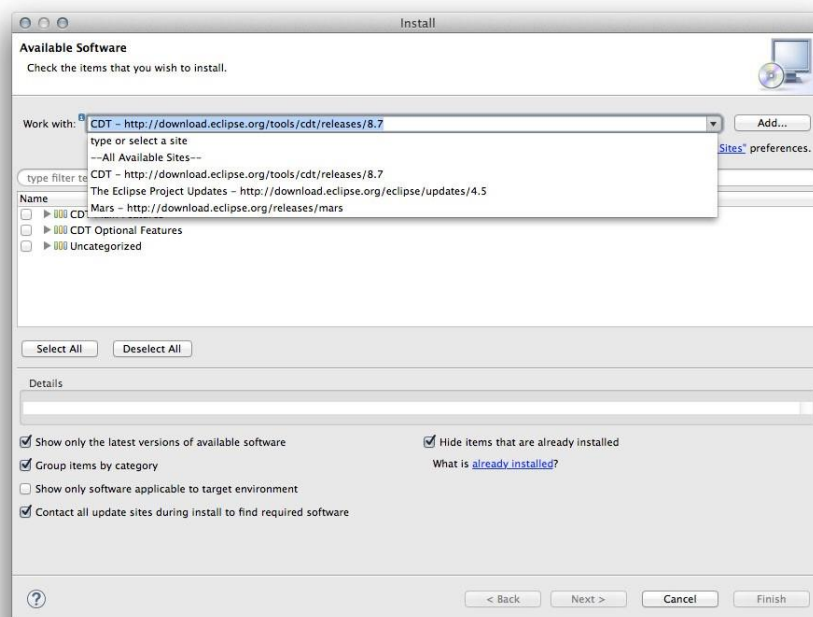 Install
Available Software
Check the items that you wish to install.
Work with: CDT – http://download.eclipse.org/tools/cdt/releases/8.7
Add...
type or select a site
--All Available Sites--
CDT – http://download.eclipse.org/tools/cdt/releases/8.7
The Eclipse Project Updates – http://download.eclipse.org/eclipse/updates/4.5
Mars – http://download.eclipse.org/releases/mars
Sites" preferences.
type filter te
Name
CDT Main Features
CDT Optional Features
Uncategorized
Select All
Deselect All
Details
Show only the latest versions of available software
Hide items that are already installed
Group items by category
What is already installed?
Show only software applicable to target environment
Contact all update sites during install to find required software
?
< Back
Next >
Cancel
Finish